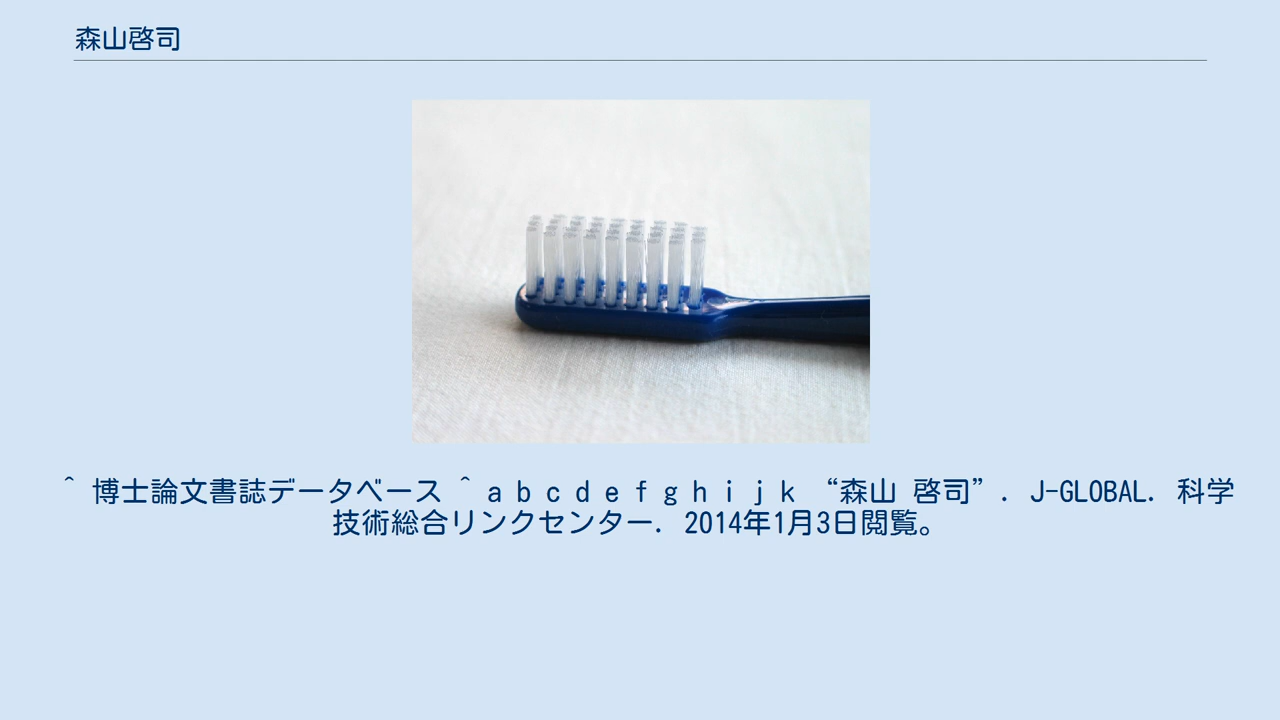 森山啓司
^ 博士論文書誌データベース ^ a b c d e f g h i j k “森山 啓司”. J-GLOBAL. 科学
技術総合リンクセンター. 2014年1月3日閲覧。